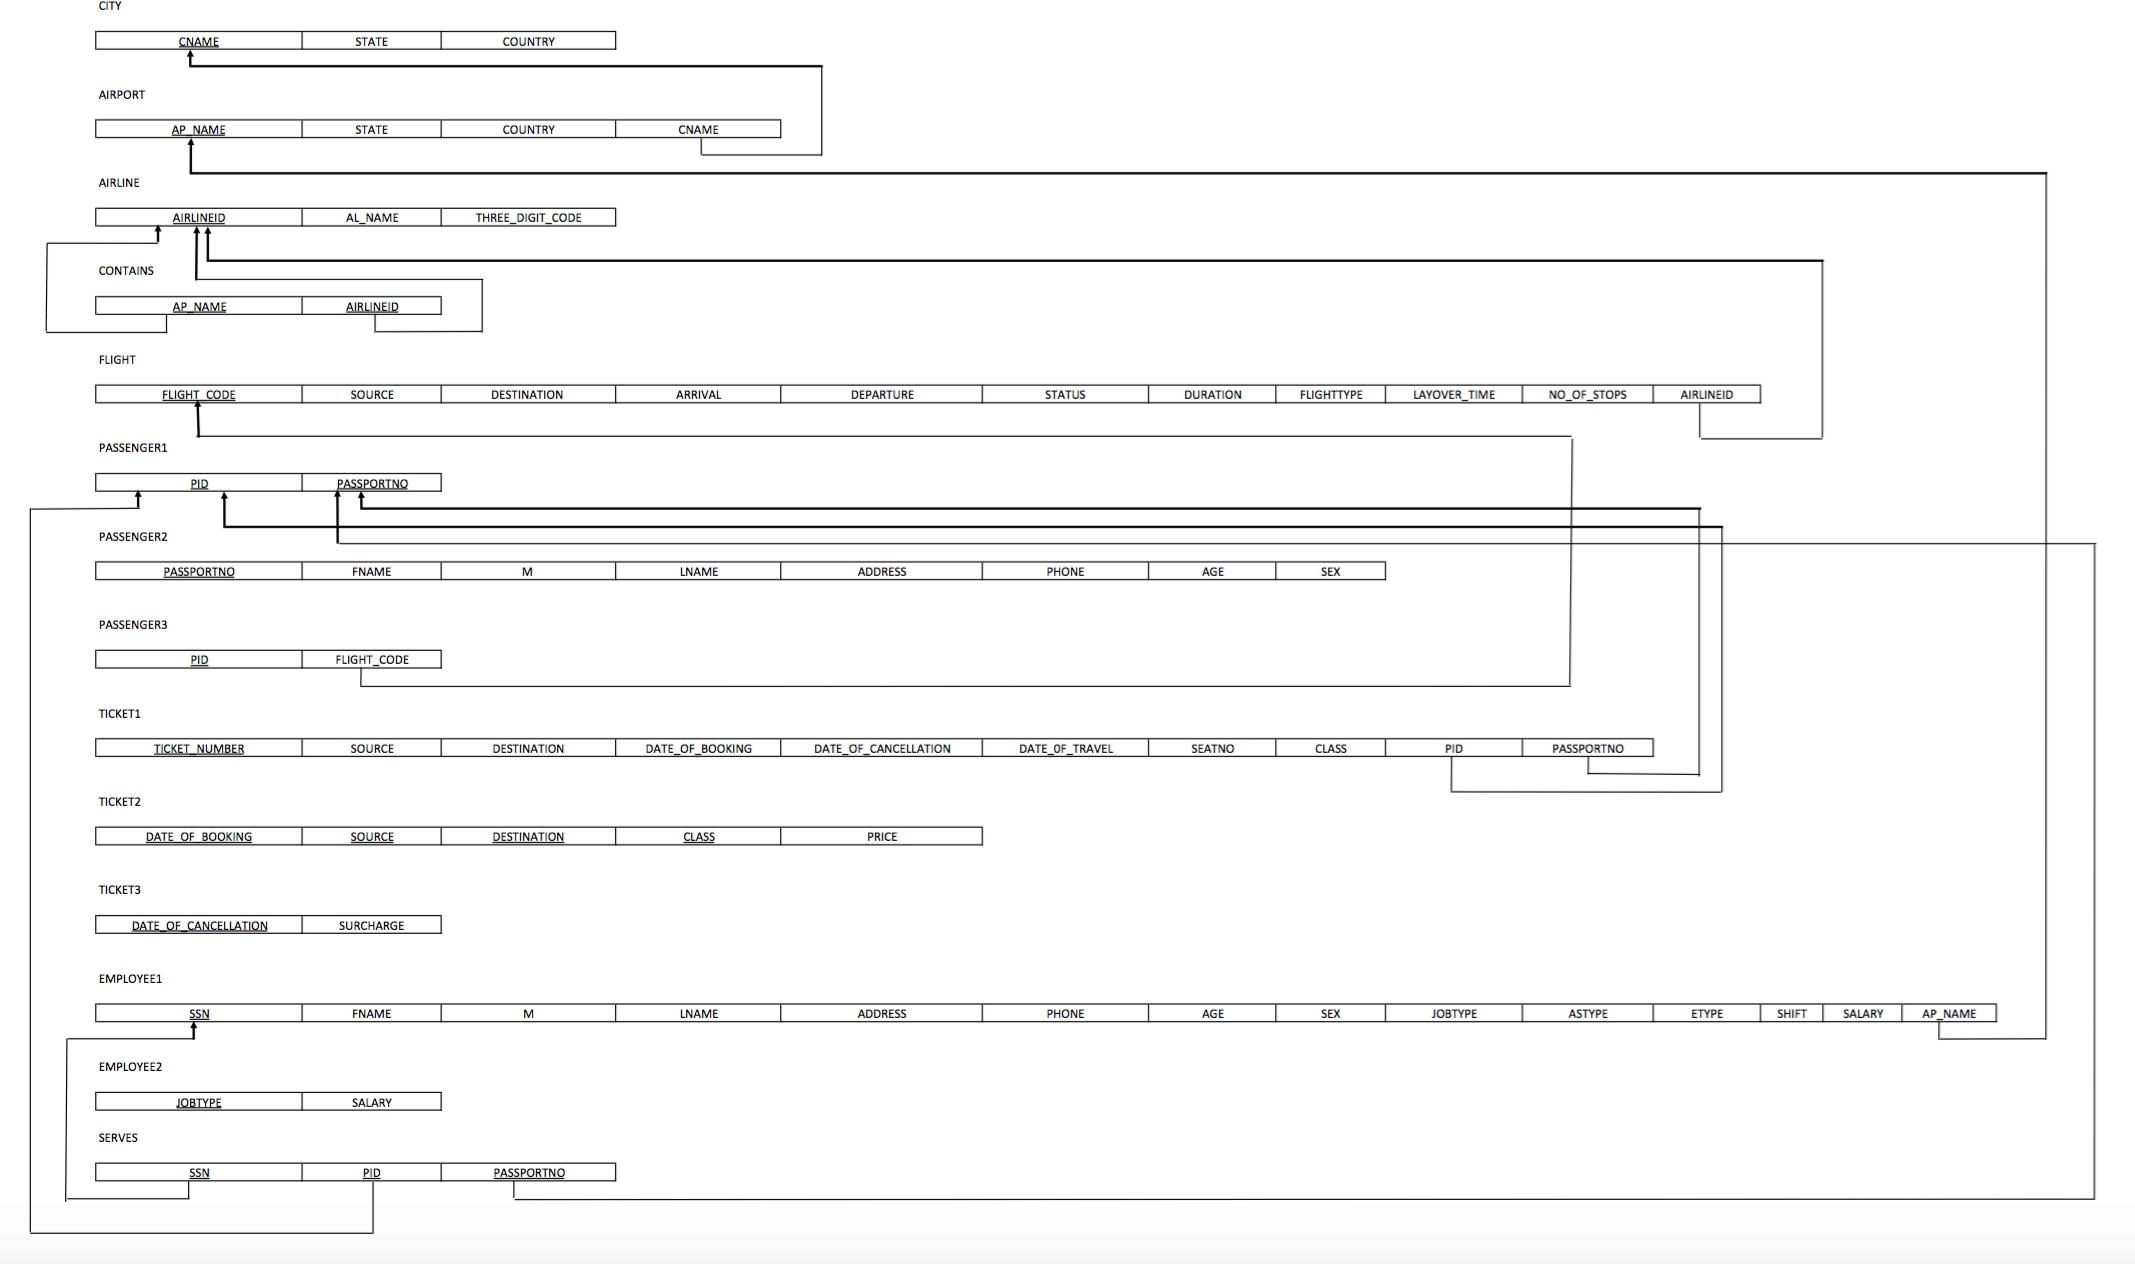 CITY
CNAME STATE COUNTRY
AIRPORT
AP_NAME STATE COUNTRY CNAME
AIRLINE
AIRLINEID AL_NAME THREE_DIGIT_CODE
CONTAINS
AP_NAME AIRLINEID
FLIGHT
FLIGHT_CODE SOURCE DESTINATION ARRIVAL DEPARTURE STATUS DURATION FLIGHTTYPE LAYOVER_TIME NO_OF_STOPS AIRLINEID
PASSENGER1
PID PASSPORTNO
PASSENGER2
PASSPORTNO FNAME M LNAME ADDRESS PHONE AGE SEX
PASSENGER3
PID FLIGHT_CODE
TICKET1
TICKET_NUMBER SOURCE DESTINATION DATE_OF_BOOKING DATE_OF_CANCELLATION DATE_0F_TRAVEL SEATNO CLASS PID PASSPORTNO
TICKET2
DATE_OF_BOOKING SOURCE DESTINATION CLASS PRICE
TICKET3
DATE_OF_CANCELLATION SURCHARGE
EMPLOYEE1
SSN FNAME M LNAME ADDRESS PHONE AGE SEX JOBTYPE ASTYPE ETYPE SHIFT SALARY AP_NAME
EMPLOYEE2
JOBTYPE SALARY
SERVES
SSN PID PASSPORTNO